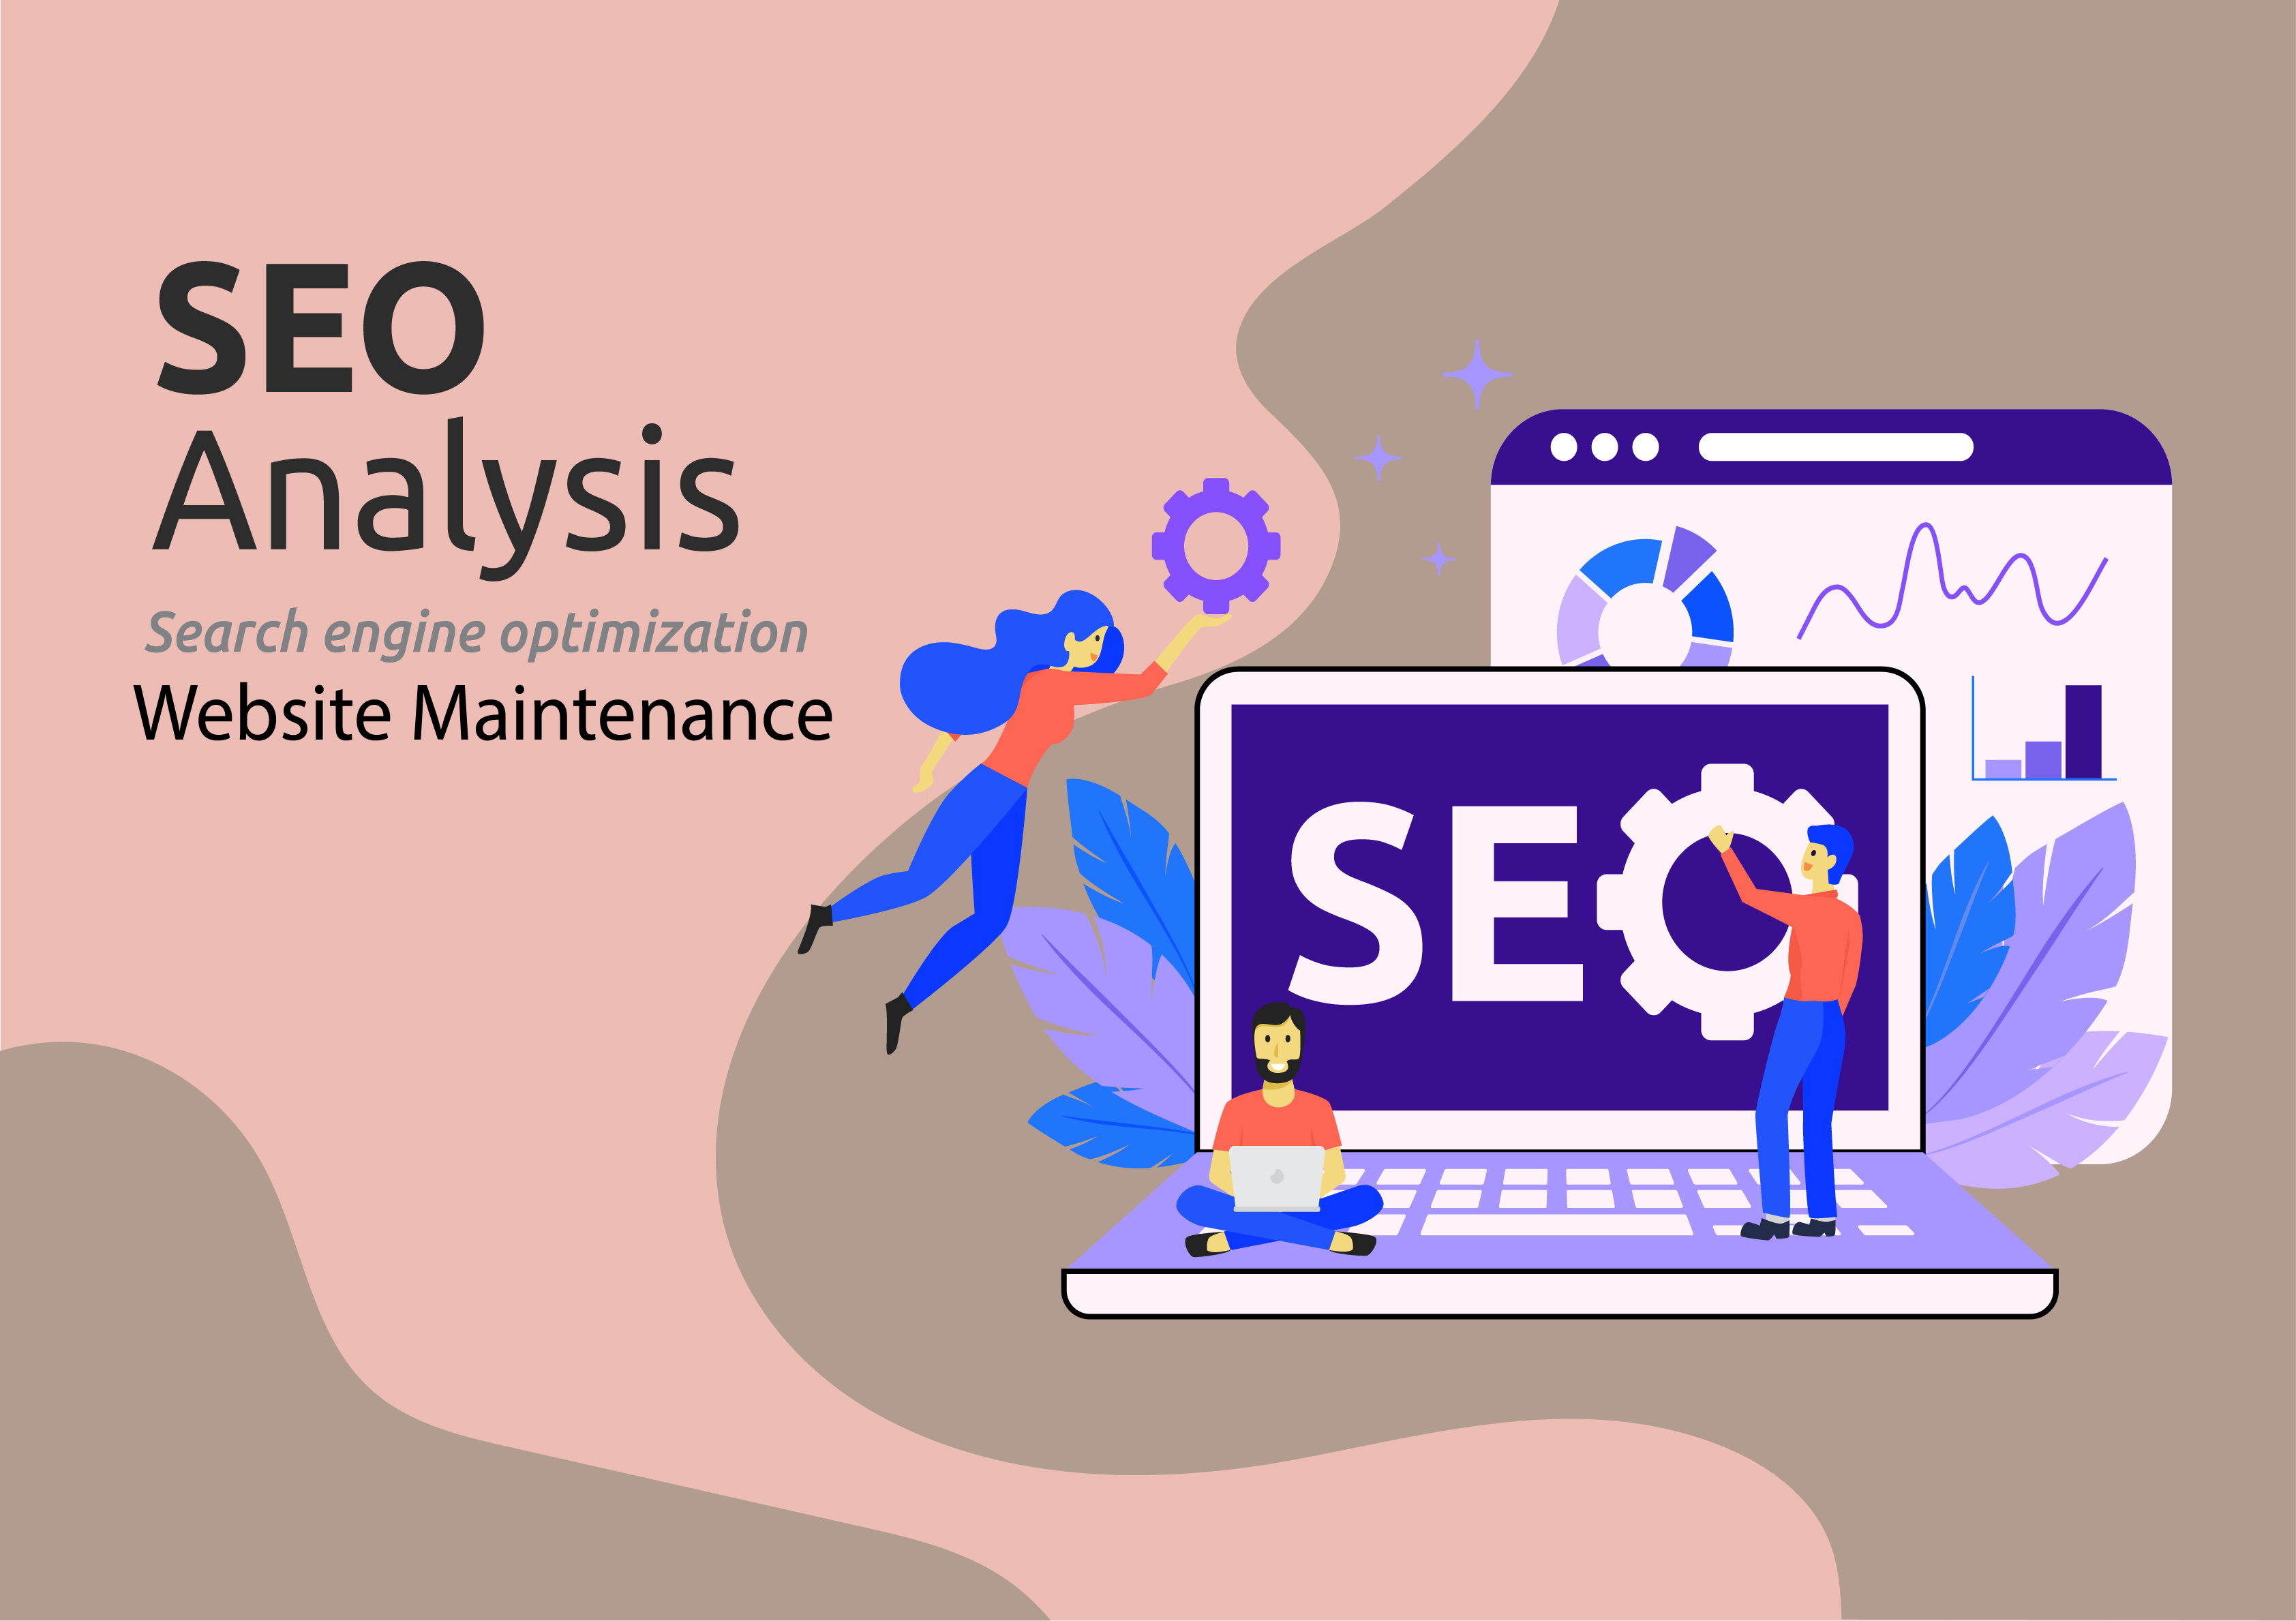 SEO
Analysis
Search engine optimization
Website Maintenance
SEO